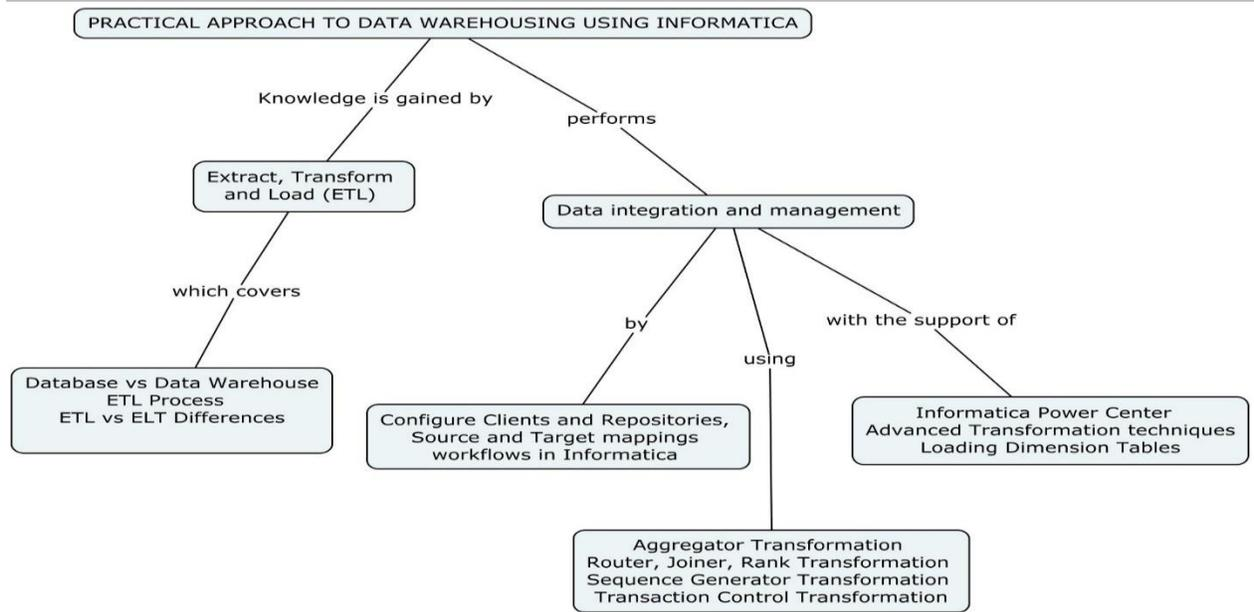 PRACTICAL APPROACH TO DATA WAREHOUSING USING INFORMATICA
Knowledge is gained by
performs
Extract, Transform
and Load (ETL)
Data integration and management
which covers
by
using
with the support of
Database vs Data Warehouse
ETL Process
ETL vs ELT Differences
Configure Clients and Repositories,
Source and Target mappings
workflows in Informatica
Informatica Power Center
Advanced Transformation techniques
Loading Dimension Tables
Aggregator Transformation
Router, Joiner, Rank Transformation
Sequence Generator Transformation
Transaction Control Transformation